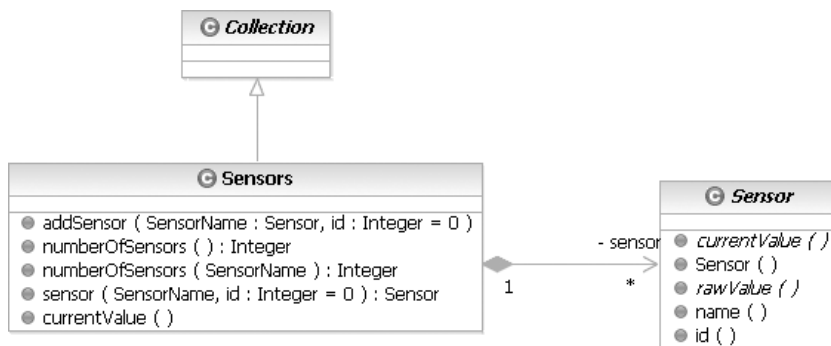 C Collection
C Sensors
addSensor ( SensorName : Sensor, id : Integer = 0 )
numberOfSensors ( ) : Integer
numberOfSensors ( SensorName ) : Integer
sensor ( SensorName, id : Integer = 0 ) : Sensor
currentValue ( )
1
- sensor
*
C Sensor
currentValue ( )
Sensor ( )
rawValue ( )
name ( )
id ( )